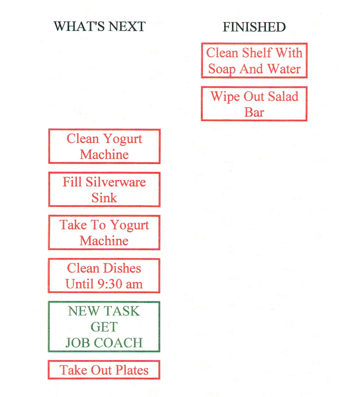 WHAT'S NEXT
FINISHED
Clean Shelf With
Soap And Water
Wipe Out Salad
Bar
Clean Yogurt
Machine
Fill Silverware
Sink
Take To Yogurt
Machine
Clean Dishes
Until 9:30 am
NEW TASK
GET
JOB COACH
Take Out Plates